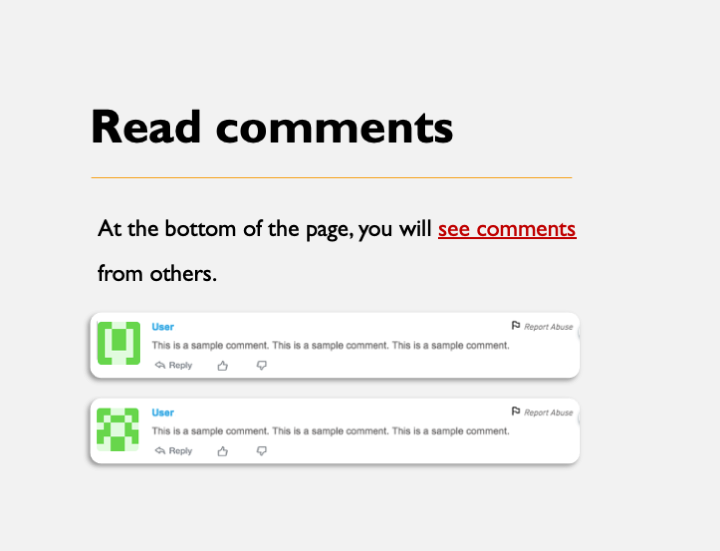 Read comments
At the bottom of the page, you will see comments
from others.
User
Report Abuse
This is a sample comment. This is a sample comment. This is a sample comment.
Reply
User
Report Abuse
This is a sample comment. This is a sample comment. This is a sample comment.
Reply